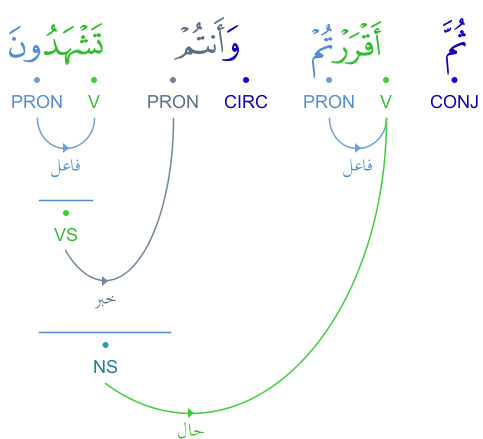 ثُمَّ أَقْرَرْتُمْ وَأَنتُمْ تَشْهَدُونَ
CONJ V PRON CIRC PRON V PRON
فاعل فاعل
VS
خبر
NS
حال